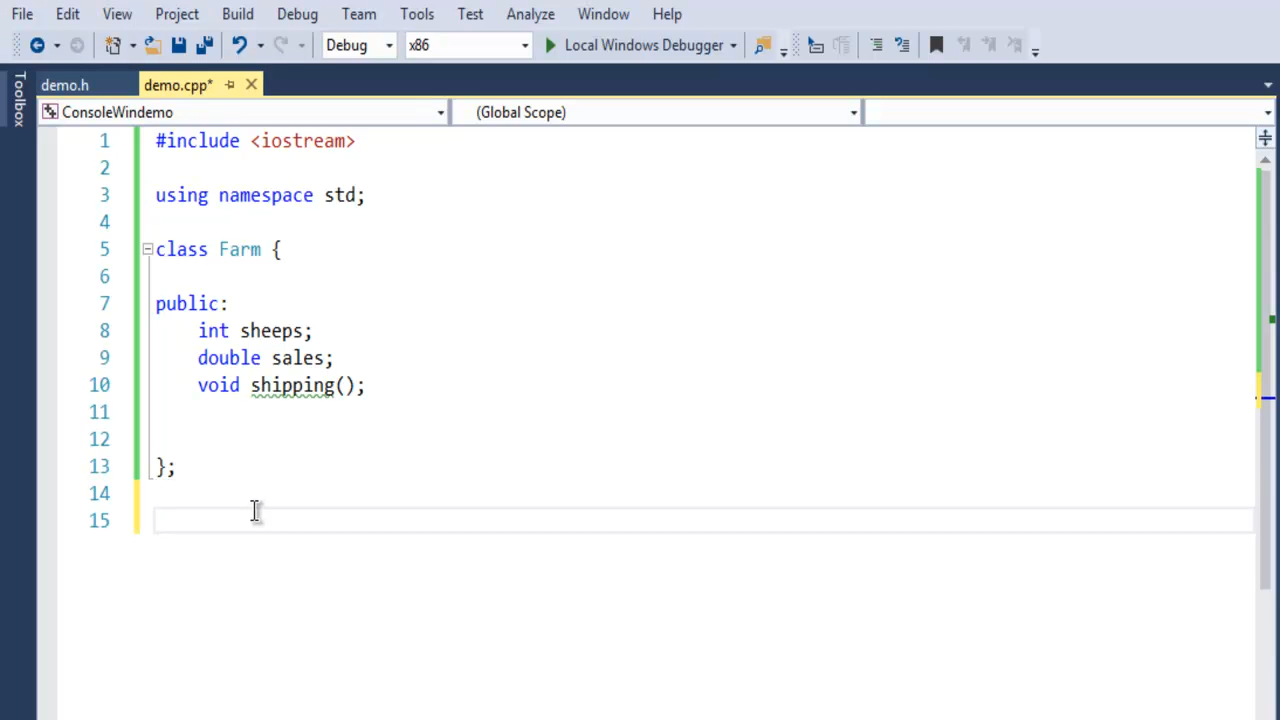 File Edit View Project Build Debug Team Tools Test Analyze Window Help
Debug x86 Local Windows Debugger
Toolbox
demo.h demo.cpp*
ConsoleWindemo (Global Scope)
1 #include <iostream>
2
3 using namespace std;
4
5 class Farm {
6
7 public:
8 int sheeps;
9 double sales;
10 void shipping();
11
12
13 };
14
15